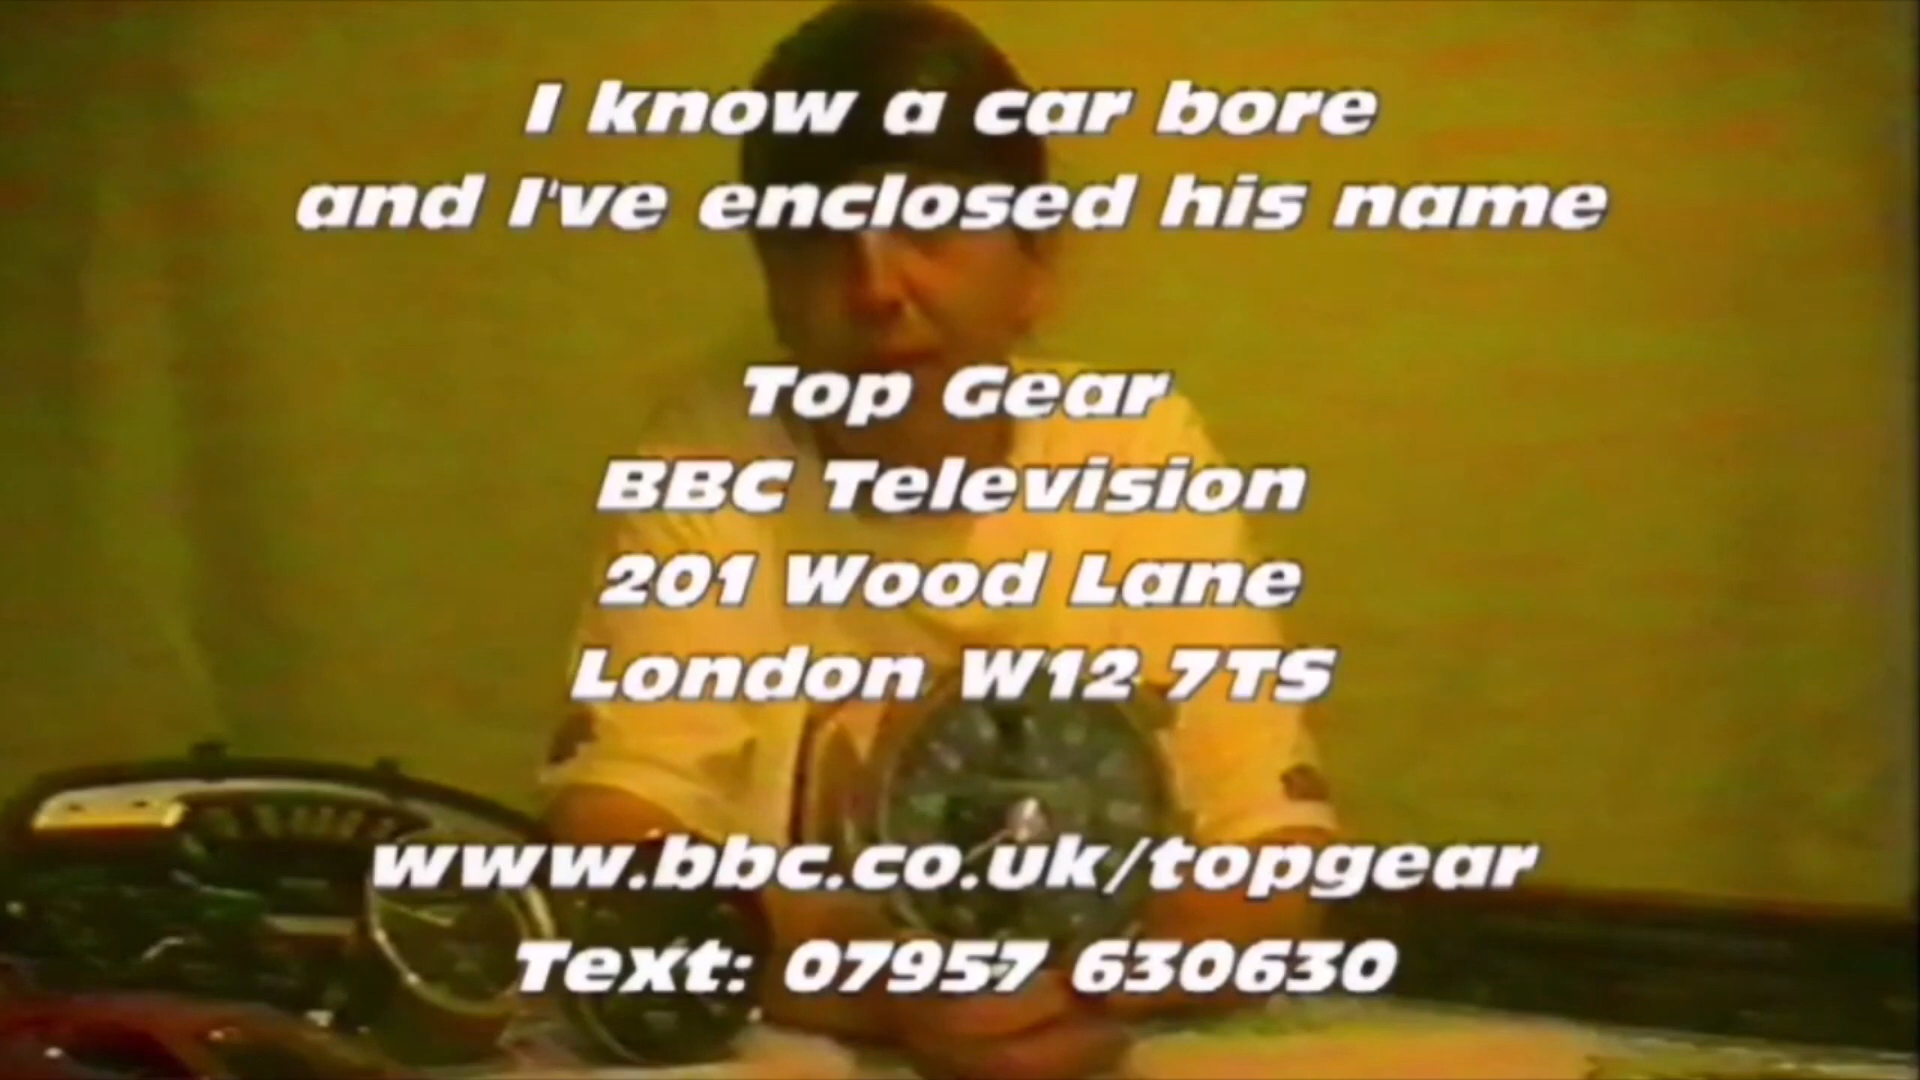 I know a car bore
and I've enclosed his name
Top Gear
BBC Television
201 Wood Lane
London W12 7TS
www.bbc.co.uk/topgear
Text: 07957 630630